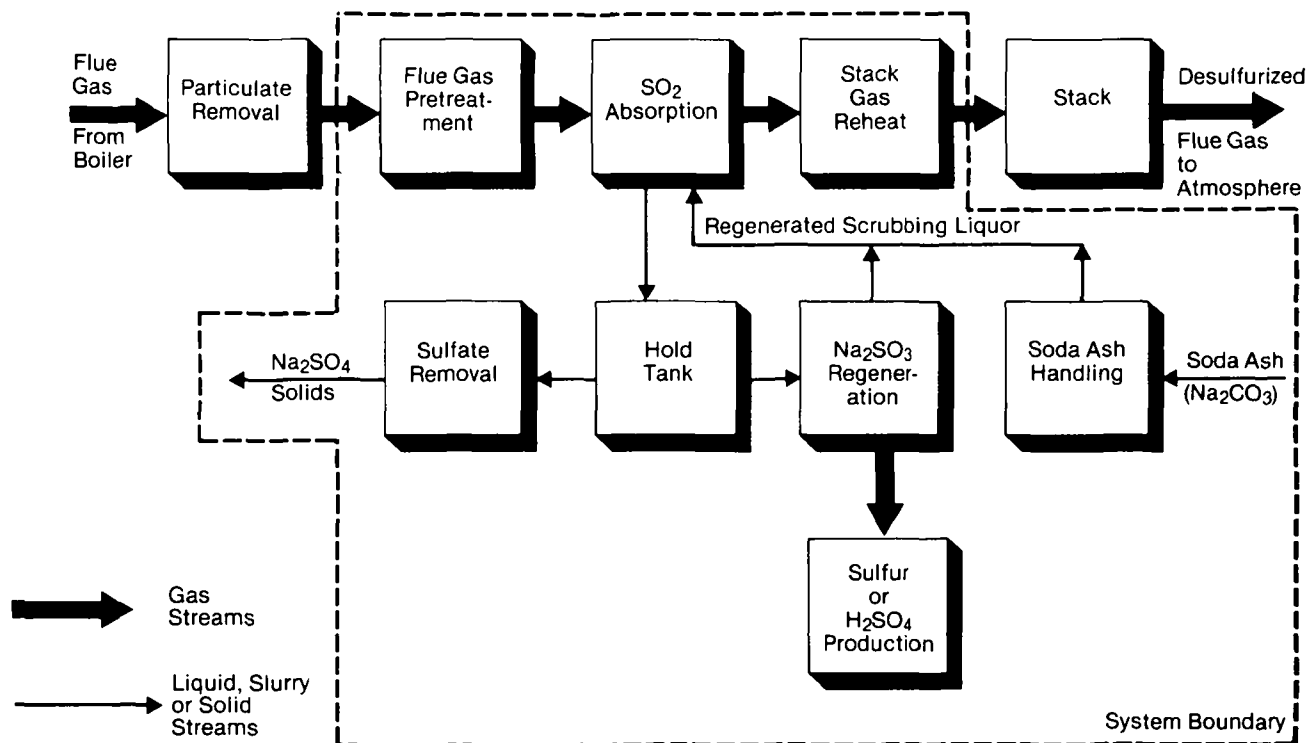 Flue
Gas
From
Boiler
Particulate
Removal
Flue Gas
Pretreat-
ment
SO₂
Absorption
Stack
Gas
Reheat
Stack
Desulfurized
Flue Gas
to
Atmosphere
Regenerated Scrubbing Liquor
Na₂SO₄
Solids
Sulfate
Removal
Hold
Tank
Na₂SO₃
Regener-
ation
Soda Ash
Handling
Soda Ash
(Na₂CO₃)
Sulfur
or
H₂SO₄
Production
Gas
Streams
Liquid, Slurry
or Solid
Streams
System Boundary